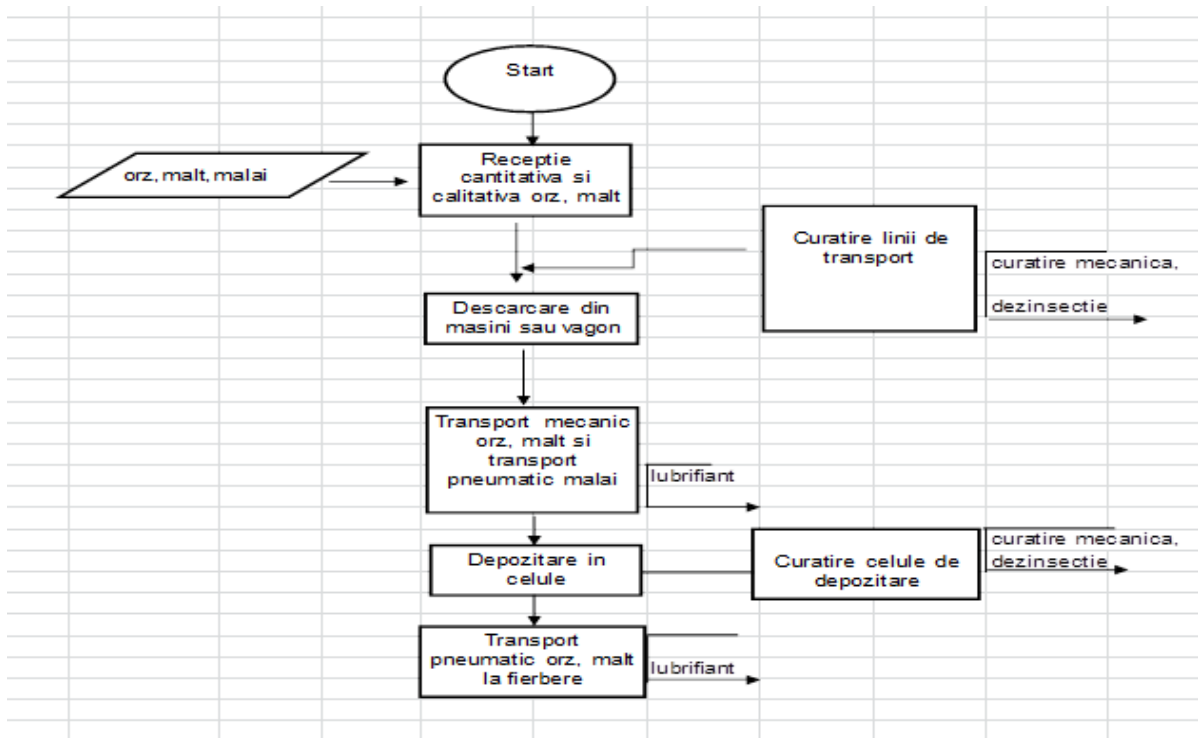 Start
orz, malt, malai
Receptie
cantitativa si
calitativa orz, malt
Curatire linii de
transport
curatire mecanica,
dezinsectie
Descarcare din
masini sau vagon
Transport mecanic
orz, malt si
transport
pneumatic malai
lubrifiant
Depozitare in
celule
Curatire celule de
depozitare
curatire mecanica,
dezinsectie
Transport
pneumatic orz, malt
la fierbere
lubrifiant